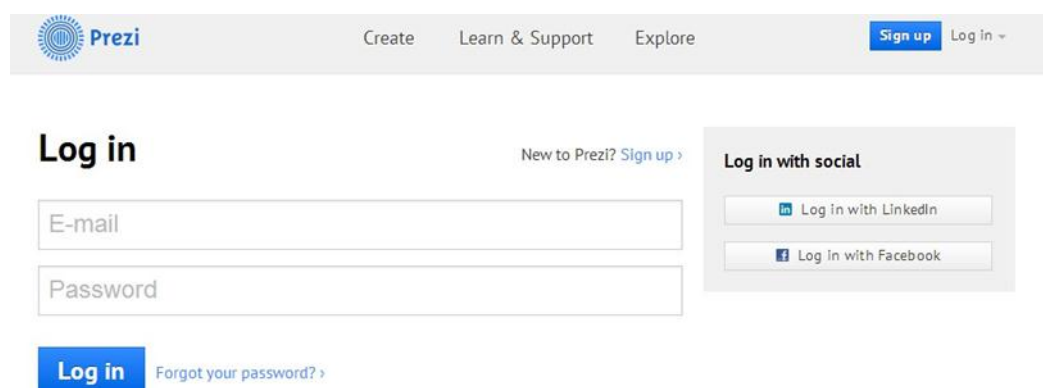 Prezi Create Learn & Support Explore Sign up Log in
Log in
New to Prezi? Sign up ›
E-mail
Password
Log in Forgot your password? ›
Log in with social
Log in with LinkedIn
Log in with Facebook